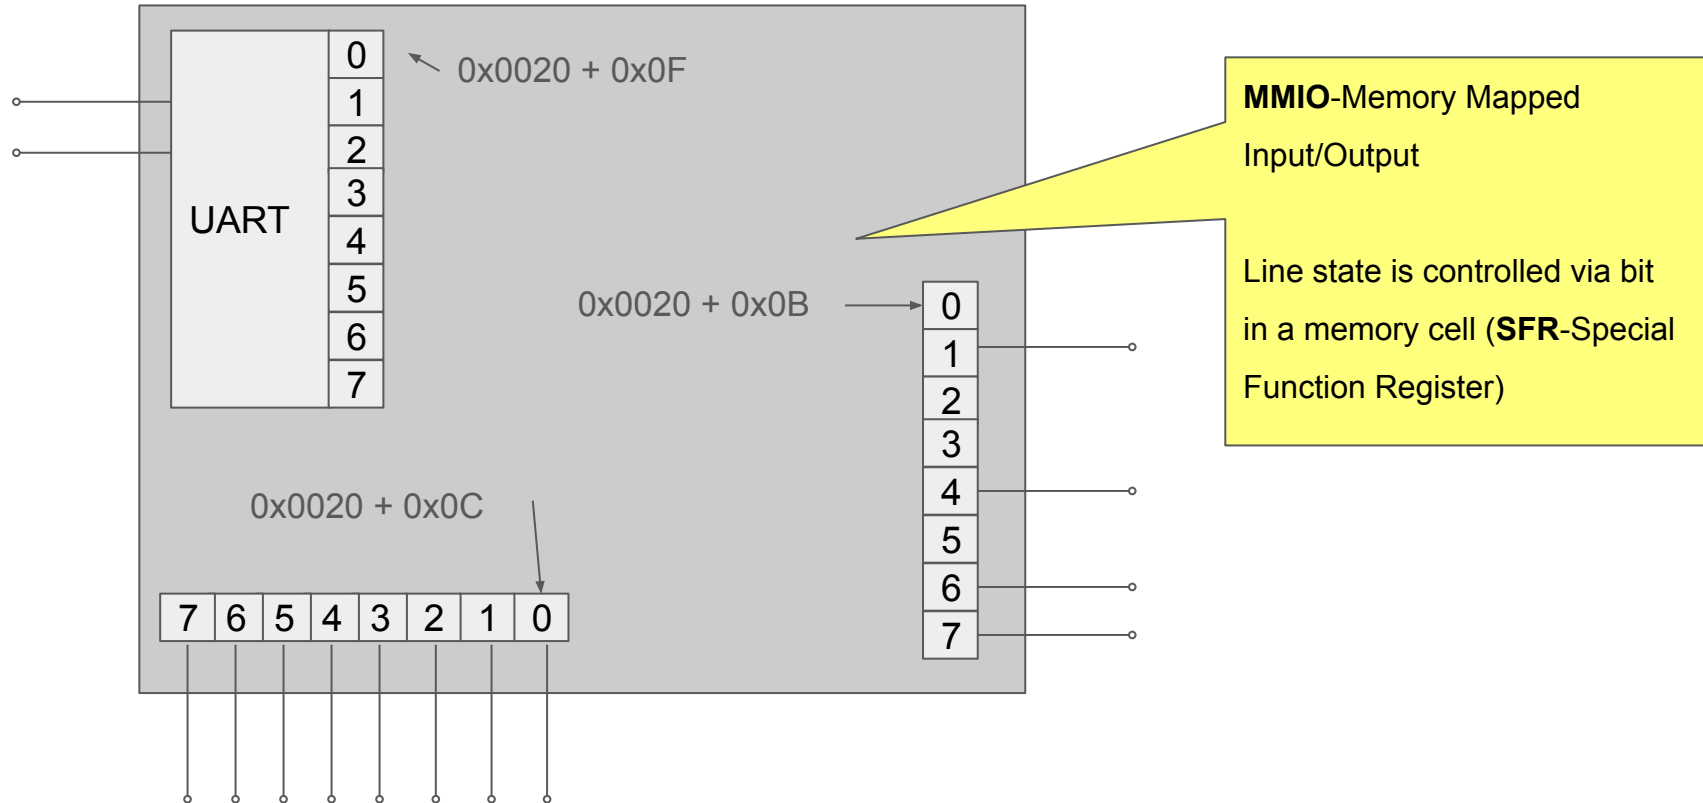 0
1
2
3
4
5
6
7
UART
0x0020 + 0x0F
MMIO-Memory Mapped
Input/Output
Line state is controlled via bit
in a memory cell (SFR-Special
Function Register)
0x0020 + 0x0B
0
1
2
3
4
5
6
7
0x0020 + 0x0C
7 6 5 4 3 2 1 0